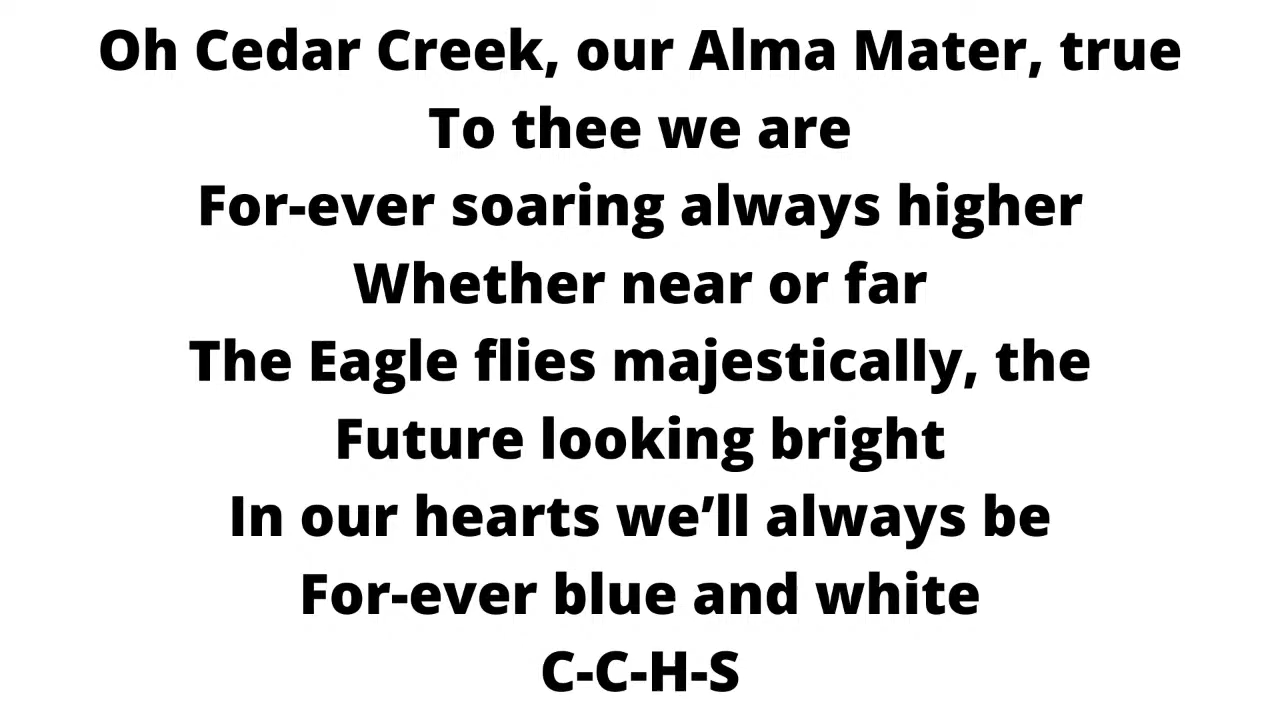 Oh Cedar Creek, our Alma Mater, true
To thee we are
For-ever soaring always higher
Whether near or far
The Eagle flies majestically, the
Future looking bright
In our hearts we’ll always be
For-ever blue and white
C-C-H-S